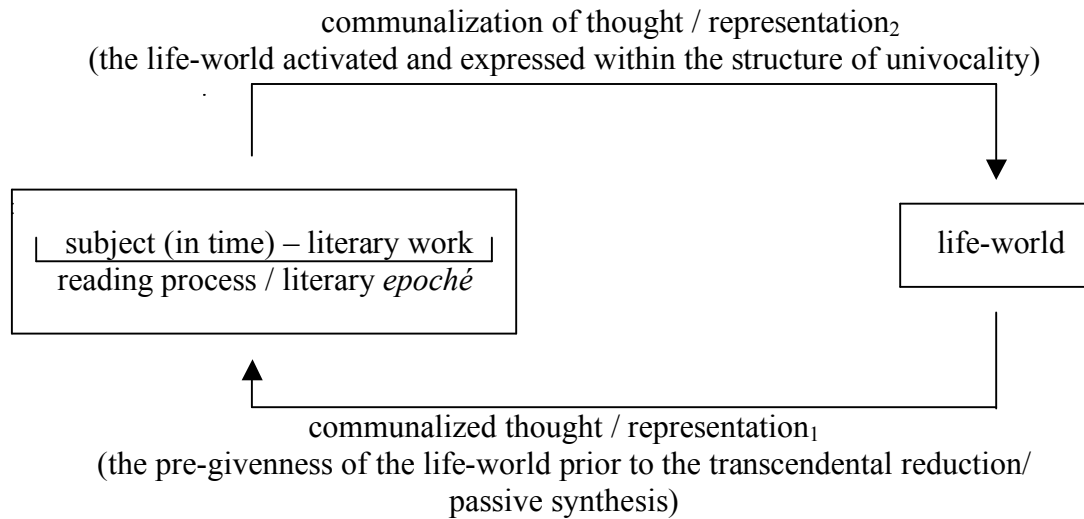 communalization of thought / representation₂
(the life-world activated and expressed within the structure of univocality)
subject (in time) – literary work
reading process / literary epoché
life-world
communalized thought / representation₁
(the pre-givenness of the life-world prior to the transcendental reduction/
passive synthesis)